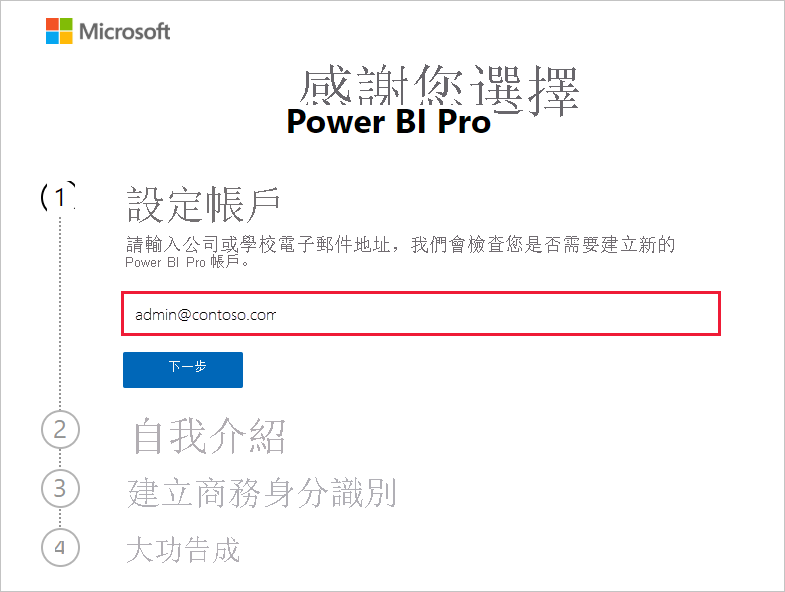 Microsoft
感謝您選擇
Power BI Pro
1
設定帳戶
請輸入公司或學校電子郵件地址，我們會檢查您是否需要建立新的
Power BI Pro 帳戶。
admin@contoso.com
下一步
2
自我介紹
3
建立商務身分識別
4
大功告成